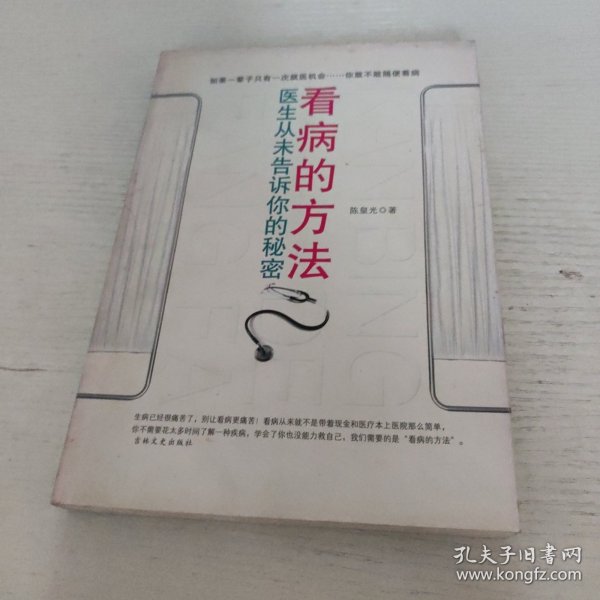 如果一辈子只有一次候医机会……你敢不敢随便看病
看病的方法
医生从未告诉你的秘密
陈皇光◎著
生病已经很痛苦了，别让看病更痛苦！看病从来就不是带着现金和医疗本上医院那么简单，
你不需要花太多时间了解一种疾病，学会了你也没能力救自己，我们需要的是“看病的方法”。
吉林文史出版社
孔夫子旧书网
www.kongfz.com